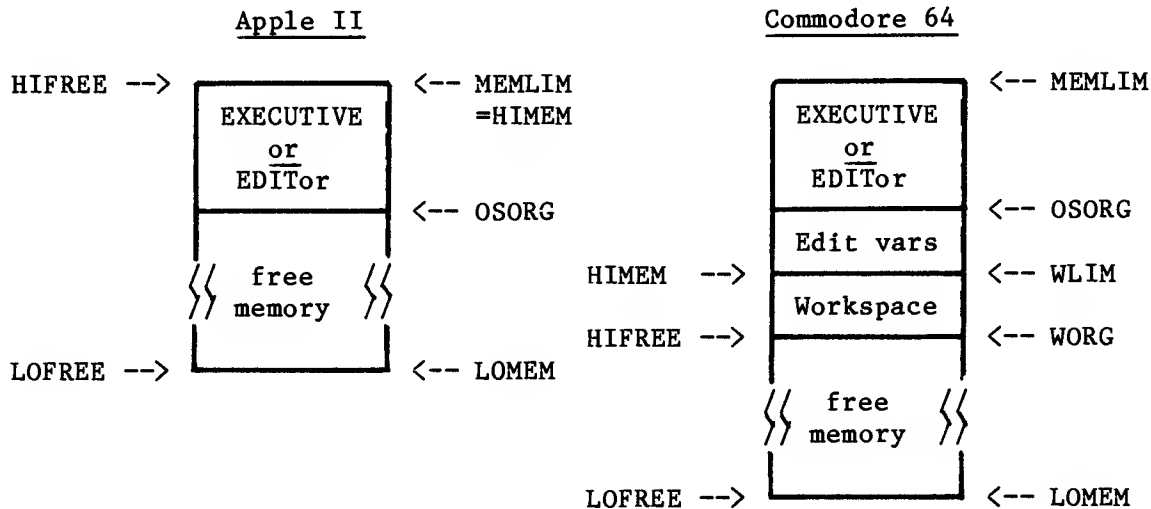 Apple II
HIFREE --> <-- MEMLIM
=HIMEM
EXECUTIVE
or
EDITor
<-- OSORG
free
memory
LOFREE --> <-- LOMEM
Commodore 64
<-- MEMLIM
EXECUTIVE
or
EDITor
<-- OSORG
Edit vars
HIMEM --> <-- WLIM
Workspace
HIFREE --> <-- WORG
free
memory
LOFREE --> <-- LOMEM